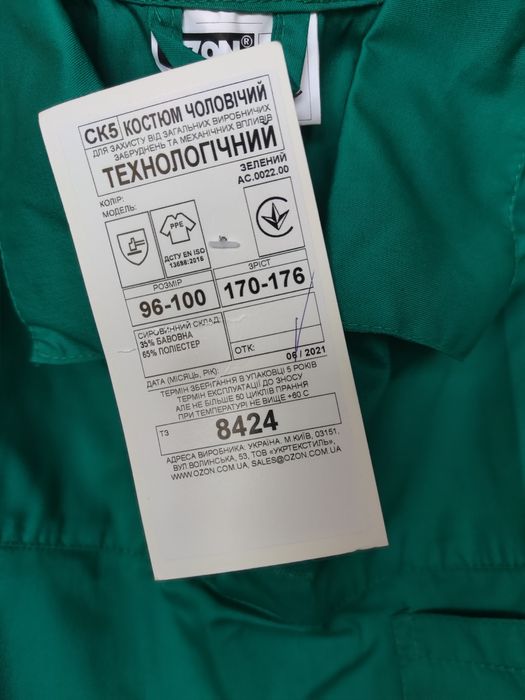 OZON®
СК5 КОСТЮМ ЧОЛОВІЧИЙ
ДЛЯ ЗАХИСТУ ВІД ЗАГАЛЬНИХ ВИРОБНИЧИХ
ЗАБРУДНЕНЬ ТА МЕХАНІЧНИХ ВПЛИВІВ
ТЕХНОЛОГІЧНИЙ
КОЛІР: ЗЕЛЕНИЙ
МОДЕЛЬ: АС.0022.00
PPE
ДСТУ EN ISO
13688:2016
РОЗМІР
96-100
ЗРІСТ
170-176
СИРОВИННИЙ СКЛАД:
35% БАВОВНА
65% ПОЛІЕСТЕР
ОТК:
ДАТА (МІСЯЦЬ, РІК): 06 / 2021
ТЕРМІН ЗБЕРІГАННЯ В УПАКОВЦІ 5 РОКІВ
ТЕРМІН ЕКСПЛУАТАЦІЇ ДО ЗНОСУ
АЛЕ НЕ БІЛЬШЕ 50 ЦИКЛІВ ПРАННЯ
ПРИ ТЕМПЕРАТУРІ НЕ ВИЩЕ +60 С
ТЗ 8424
АДРЕСА ВИРОБНИКА: УКРАЇНА, М.КИЇВ, 03151,
ВУЛ.ВОЛИНСЬКА, 53, ТОВ «УКРТЕКСТИЛЬ»,
WWW.OZON.COM.UA, SALES@OZON.COM.UA